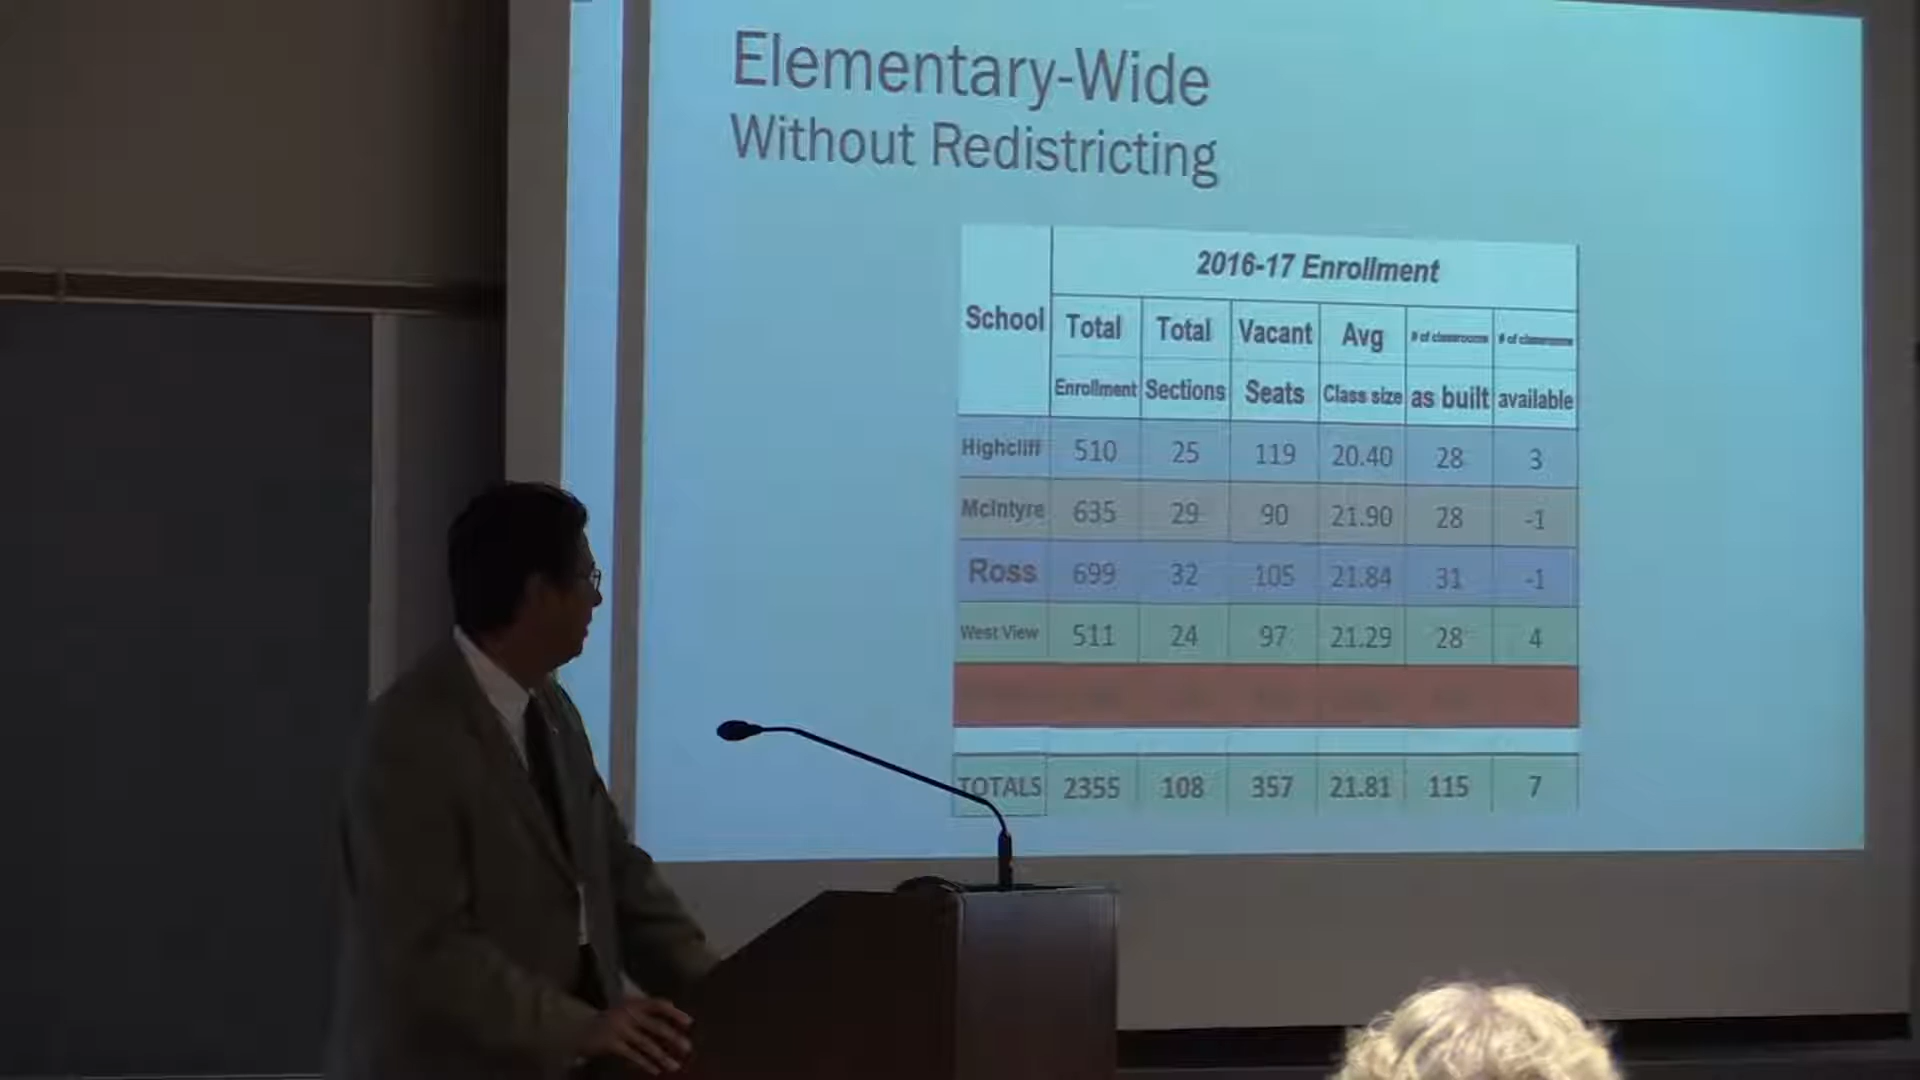 Elementary-Wide
Without Redistricting
2016-17 Enrollment
School Total Total Vacant Avg # of classrooms # of classrooms
Enrollment Sections Seats Class size as built available
Highcliff 510 25 119 20.40 28 3
McIntyre 635 29 90 21.90 28 -1
Ross 699 32 105 21.84 31 -1
West View 511 24 97 21.29 28 4
TOTALS 2355 108 357 21.81 115 7